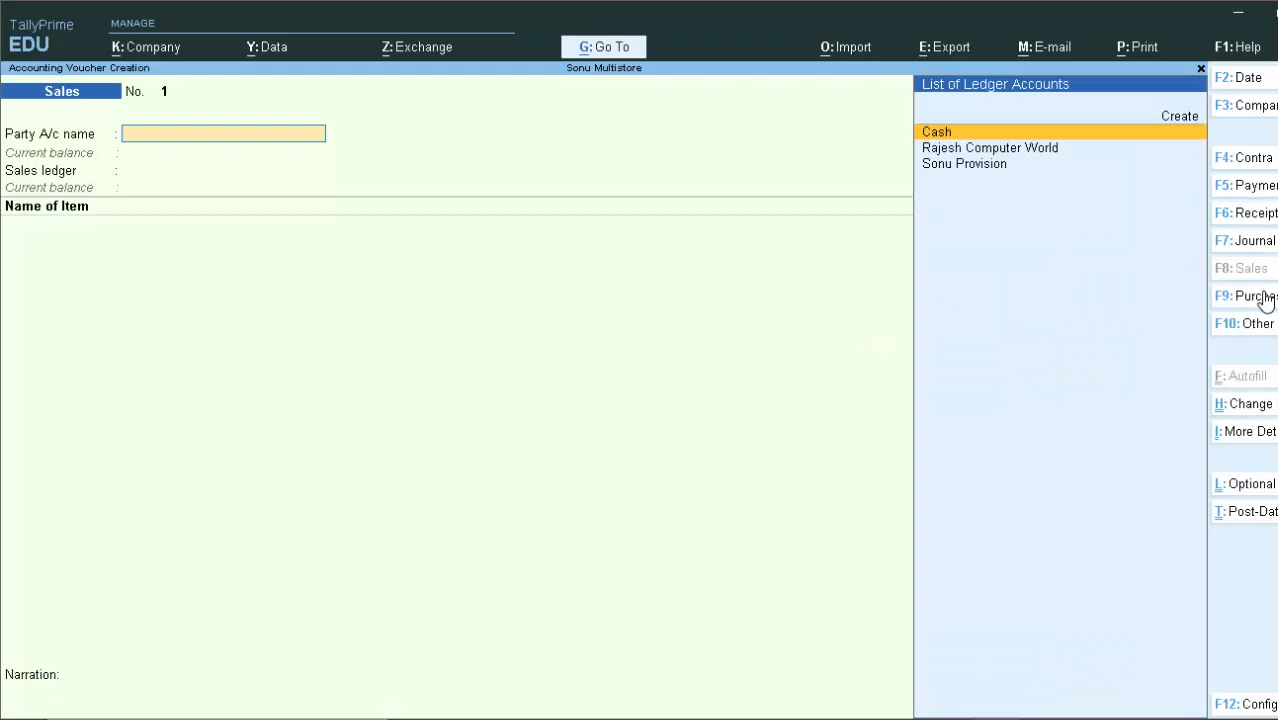 TallyPrime
EDU
MANAGE
K: Company
Y: Data
Z: Exchange
G: Go To
O: Import
E: Export
M: E-mail
P: Print
F1: Help
Accounting Voucher Creation
Sonu Multistore
×
Sales No. 1
Party A/c name :
Current balance :
Sales ledger :
Current balance :
Name of Item
Narration:
List of Ledger Accounts
Create
Cash
Rajesh Computer World
Sonu Provision
F2: Date
F3: Compa
F4: Contra
F5: Payme
F6: Receipt
F7: Journal
F8: Sales
F9: Purcha
F10: Other
F: Autofill
H: Change
I: More Det
L: Optional
T: Post-Dat
F12: Config